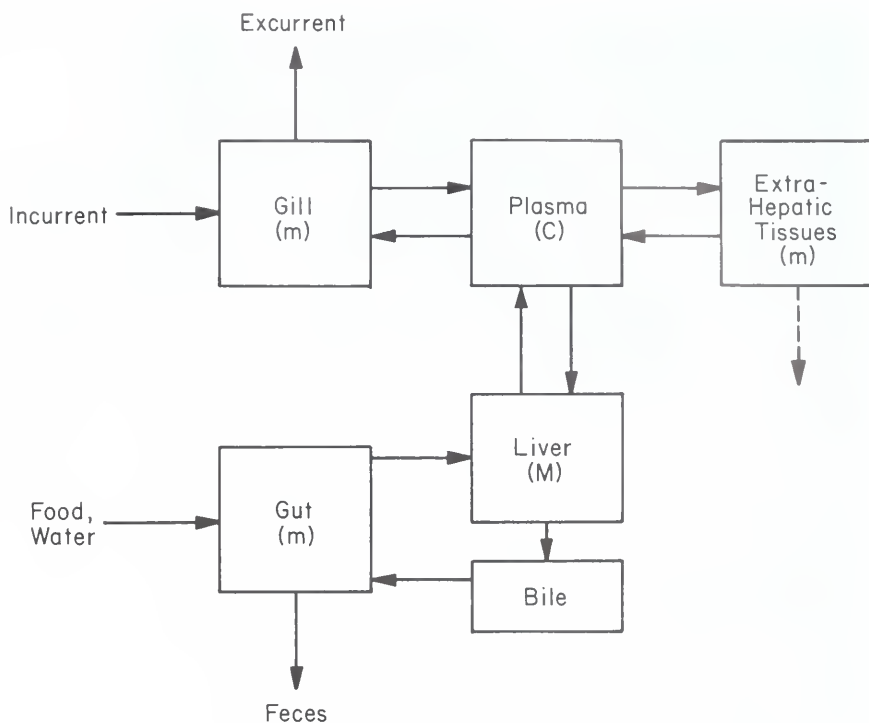 Excurrent
Incurrent
Gill
(m)
Plasma
(C)
Extra-
Hepatic
Tissues
(m)
Food,
Water
Gut
(m)
Liver
(M)
Bile
Feces